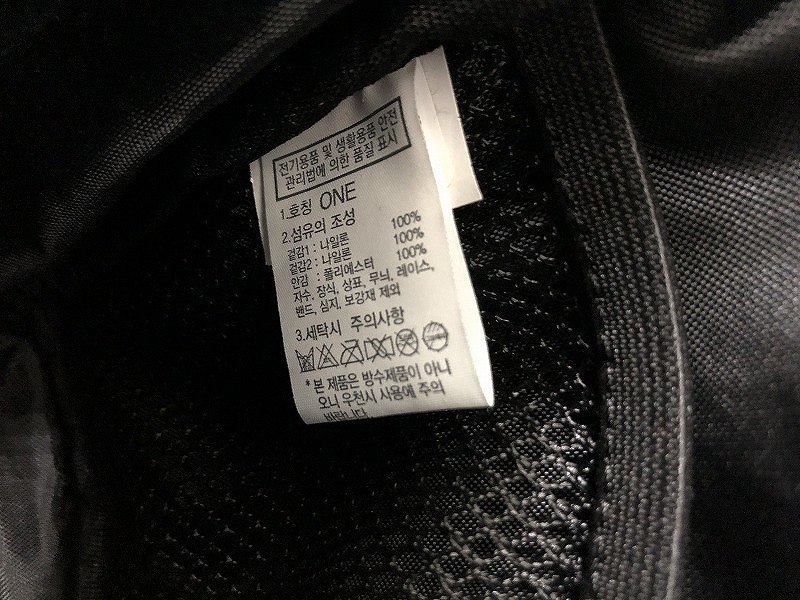 전기용품 및 생활용품 안전
관리법에 의한 품질 표시
1.호칭 ONE
2.섬유의 조성
겉감1 : 나일론 100%
겉감2 : 나일론 100%
안감 : 폴리에스터 100%
자수, 장식, 상표, 무늬, 레이스,
밴드, 심지, 보강재 제외
3.세탁시 주의사항
* 본 제품은 방수제품이 아니
오니 우천시 사용에 주의
바랍니다.